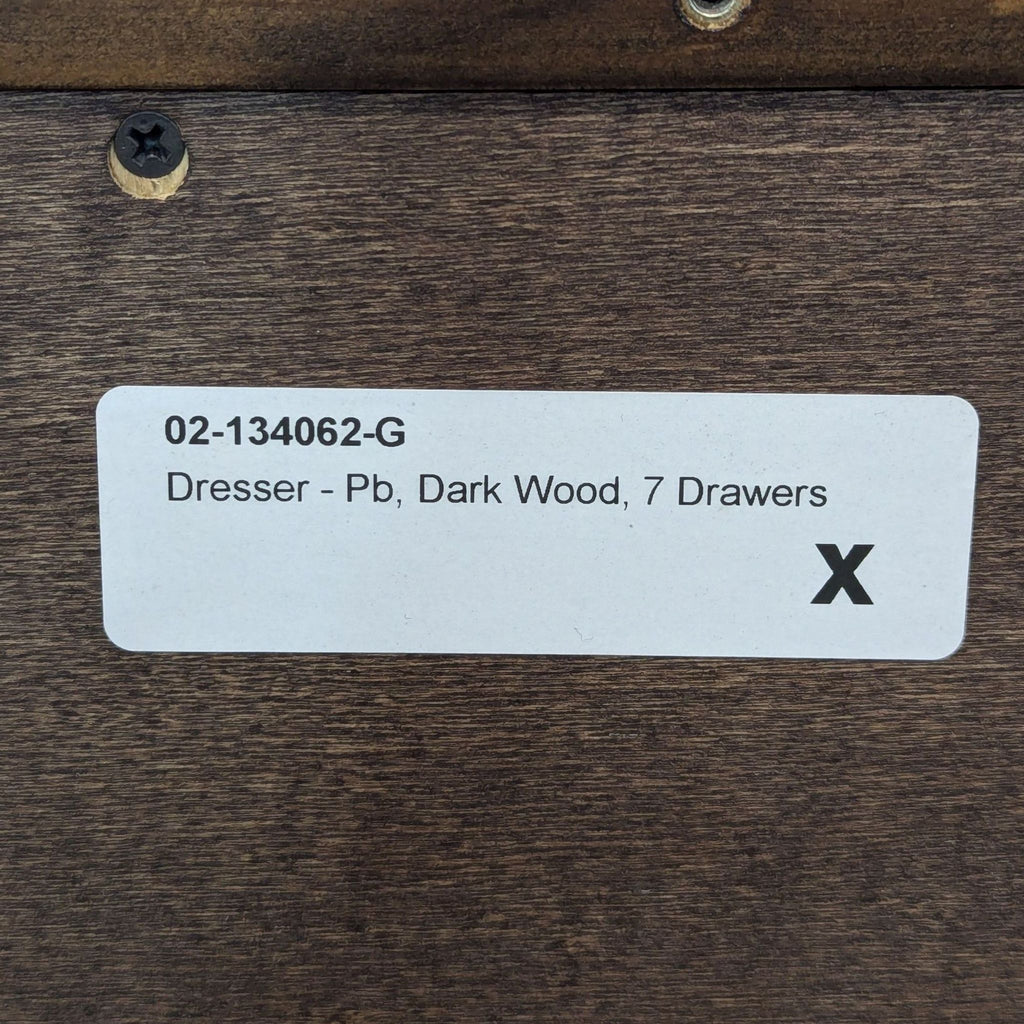 02-134062-G
Dresser - Pb, Dark Wood, 7 Drawers
X